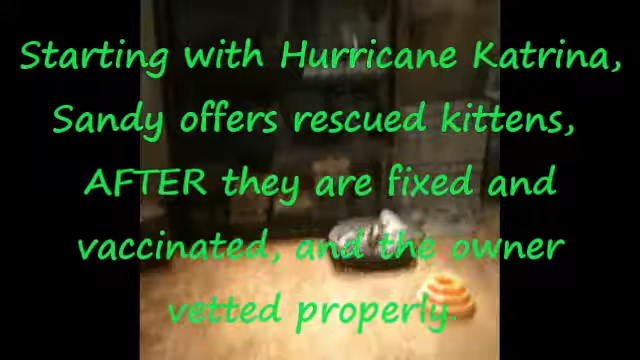 Starting with Hurricane Katrina,
Sandy offers rescued kittens,
AFTER they are fixed and
vaccinated, and the owner
vetted properly.